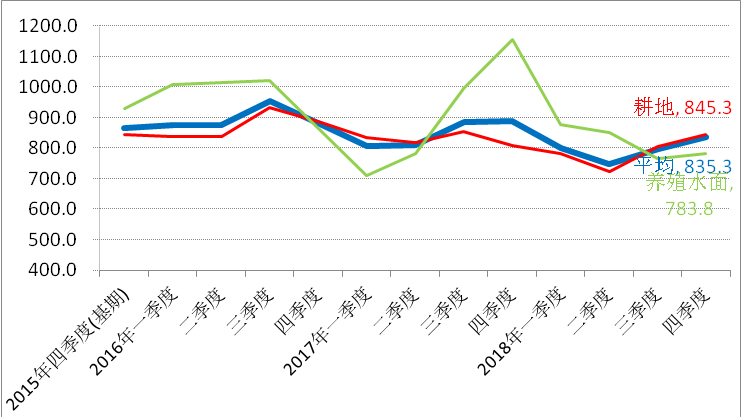 1200.0
1100.0
1000.0
900.0
800.0
700.0
600.0
500.0
400.0
耕地, 845.3
平均, 835.3
养殖水面,
783.8
2015年四季度(基期)
2016年一季度
二季度
三季度
四季度
2017年一季度
二季度
三季度
四季度
2018年一季度
二季度
三季度
四季度